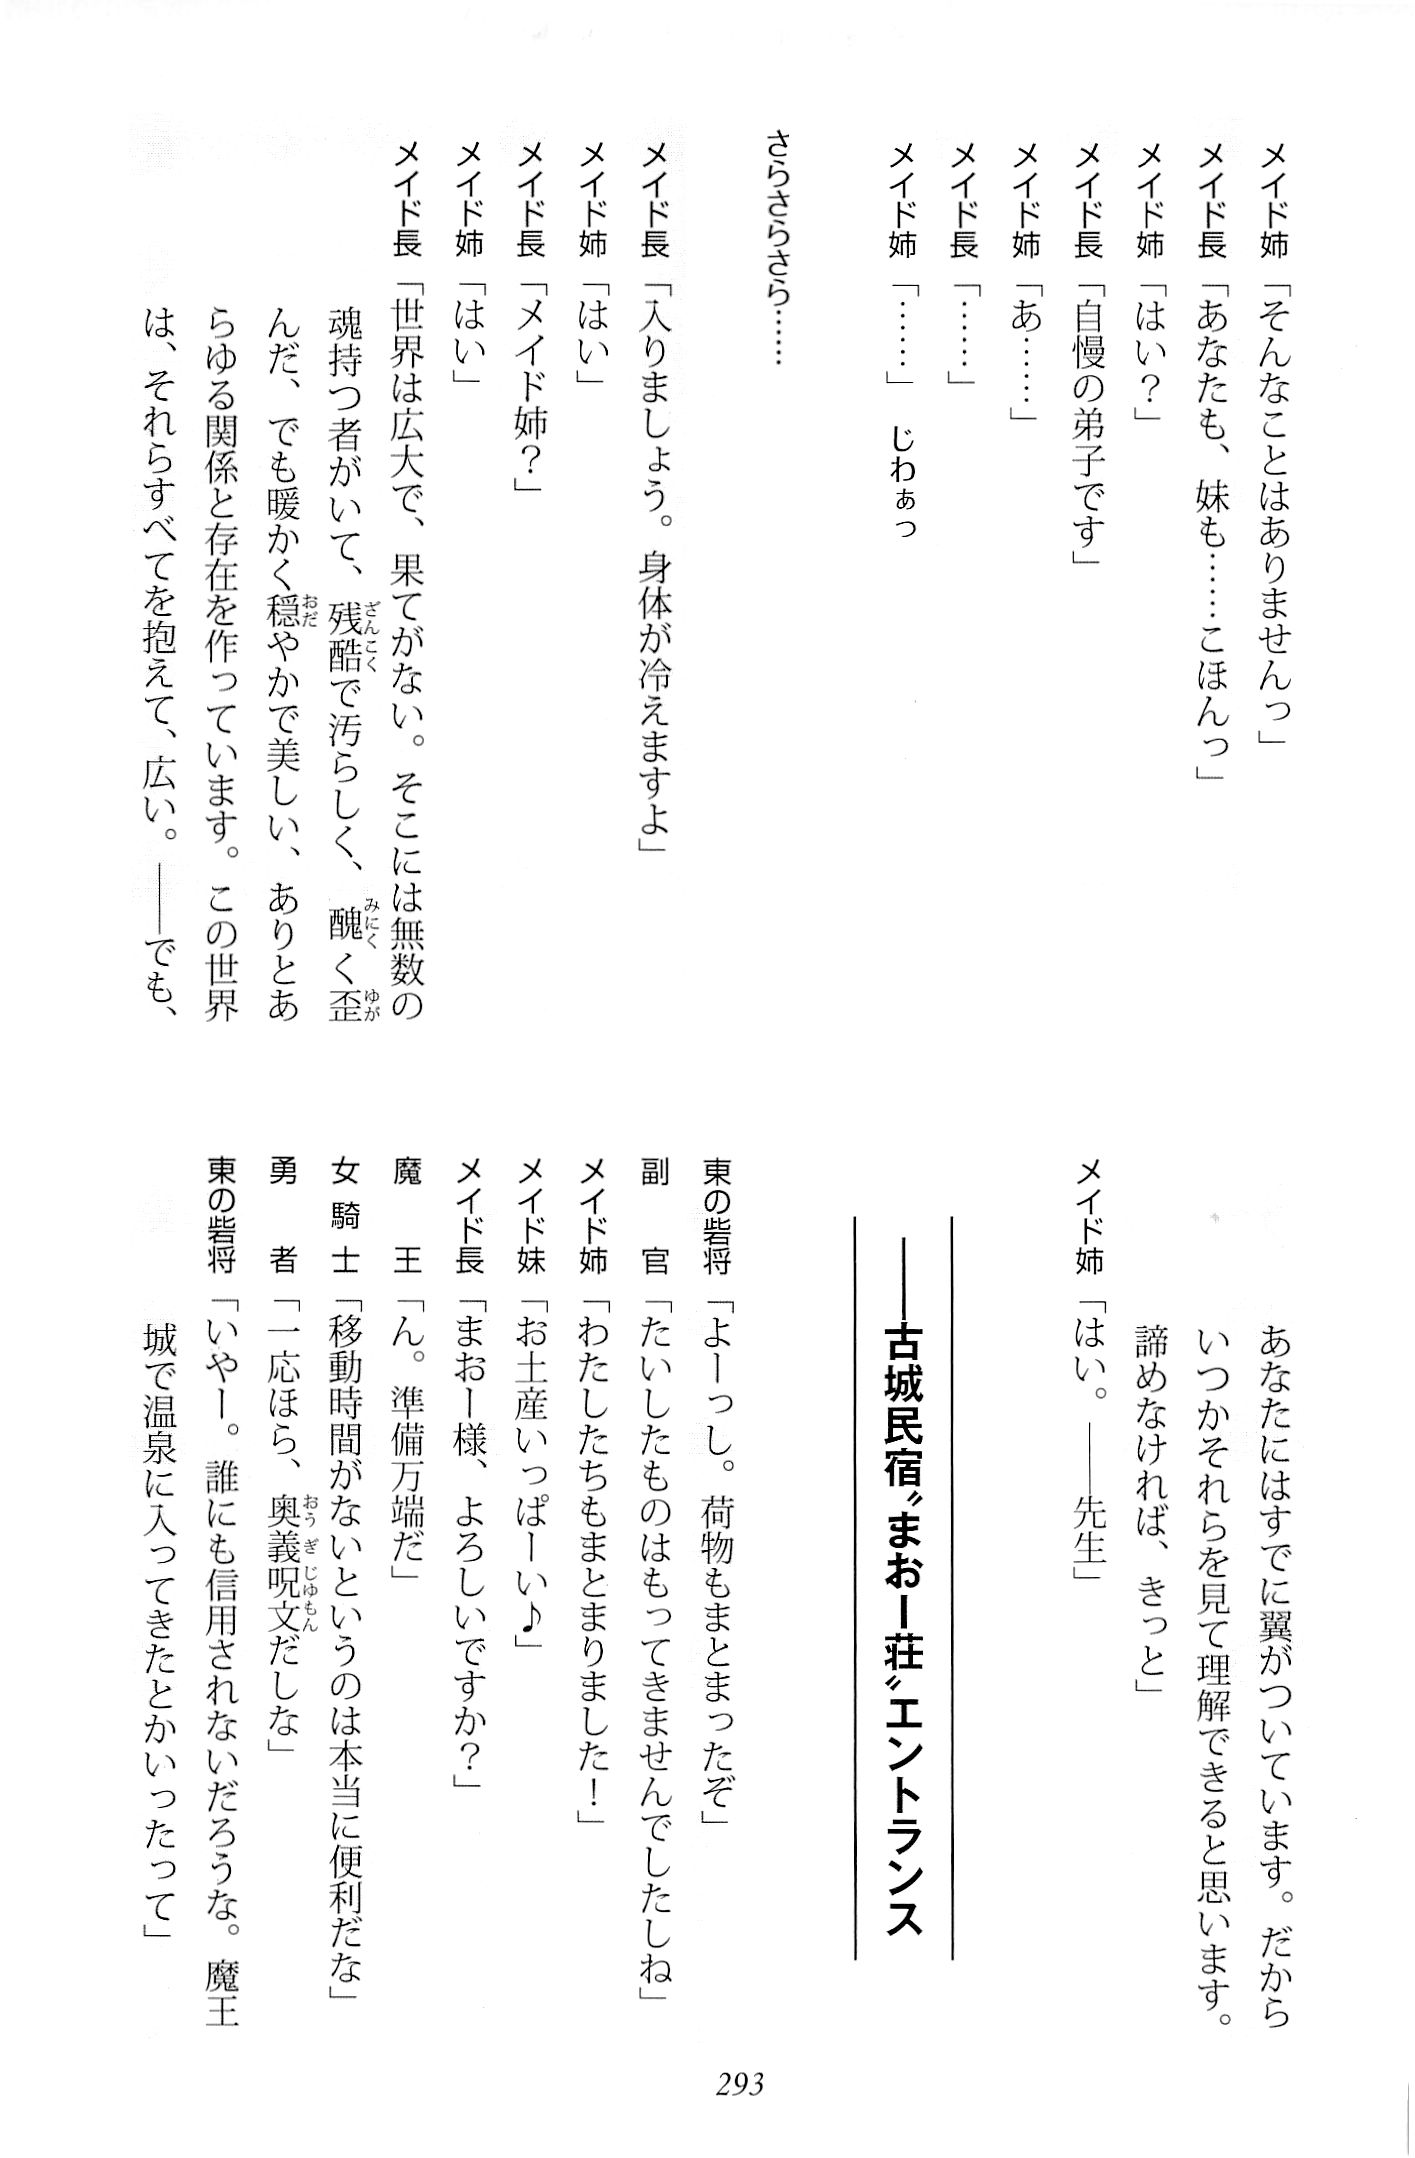 メイド姉「そんなことはありませんっ」
メイド長「あなたも、妹も……こほんっ」
メイド姉「はい？」
メイド長「自慢の弟子です」
メイド姉「あ……」
メイド長「……」
メイド姉「……」　じわぁっ
さらさらさら……
メイド長「入りましょう。身体が冷えますよ」
メイド姉「はい」
メイド長「メイド姉？」
メイド姉「はい」
メイド長「世界は広大で、果てがない。そこには無数の
魂持つ者がいて、残酷で汚らしく、醜く歪
んだ、でも暖かく穏やかで美しい、ありとあ
らゆる関係と存在を作っています。この世界
は、それらすべてを抱えて、広い。――でも、
あなたにはすでに翼がついています。だから
いつかそれらを見て理解できると思います。
諦めなければ、きっと」
メイド姉「はい。――先生」
――古城民宿〝まおー荘〟エントランス
東の砦将「よーっし。荷物もまとまったぞ」
副　官「たいしたものはもってきませんでしたしね」
メイド姉「わたしたちもまとまりました！」
メイド妹「お土産いっぱーい♪」
メイド長「まおー様、よろしいですか？」
魔　王「ん。準備万端だ」
女騎士「移動時間がないというのは本当に便利だな」
勇　者「一応ほら、奥義呪文だしな」
東の砦将「いやー。誰にも信用されないだろうな。魔王
城で温泉に入ってきたとかいったって」
293